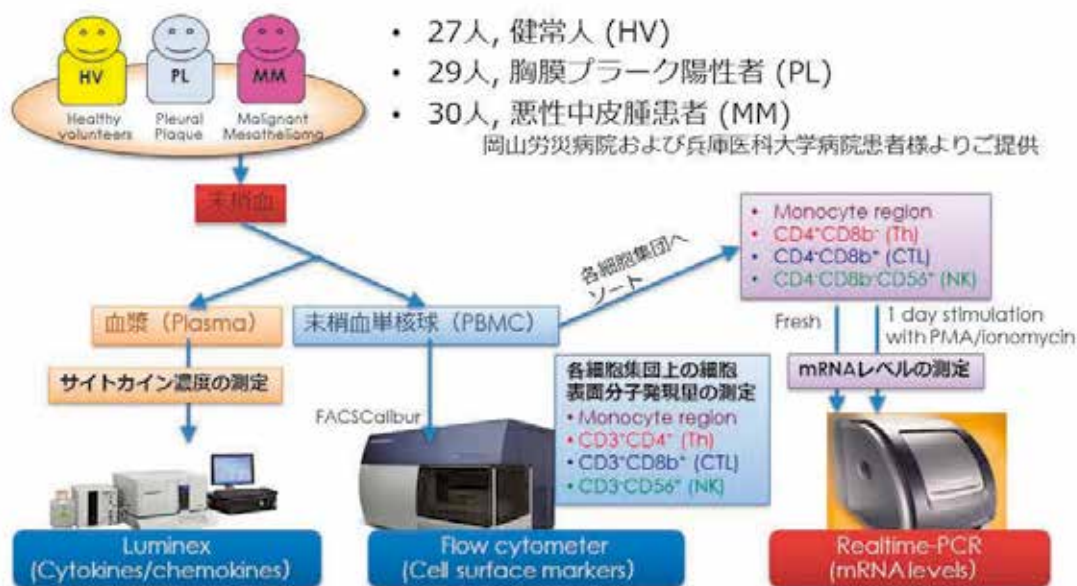 HV
PL
MM
Healthy
volunteers
Pleural
Plaque
Malignant
Mesothelioma
• 27人, 健常人 (HV)
• 29人, 胸膜プラーク陽性者 (PL)
• 30人, 悪性中皮腫患者 (MM)
岡山労災病院および兵庫医科大学病院患者様よりご提供
末梢血
血漿（Plasma）
末梢血単核球（PBMC）
各細胞集団へ
ソート
• Monocyte region
• CD4⁺CD8b⁻ (Th)
• CD4⁻CD8b⁺ (CTL)
• CD4⁻CD8b⁻CD56⁺ (NK)
Fresh
1 day stimulation
with PMA/ionomycin
サイトカイン濃度の測定
FACSCalibur
各細胞集団上の細胞
表面分子発現量の測定
• Monocyte region
• CD3⁺CD4⁺ (Th)
• CD3⁺CD8b⁺ (CTL)
• CD3⁻CD56⁺ (NK)
mRNAレベルの測定
Luminex
(Cytokines/chemokines)
Flow cytometer
(Cell surface markers)
Realtime-PCR
(mRNA levels)